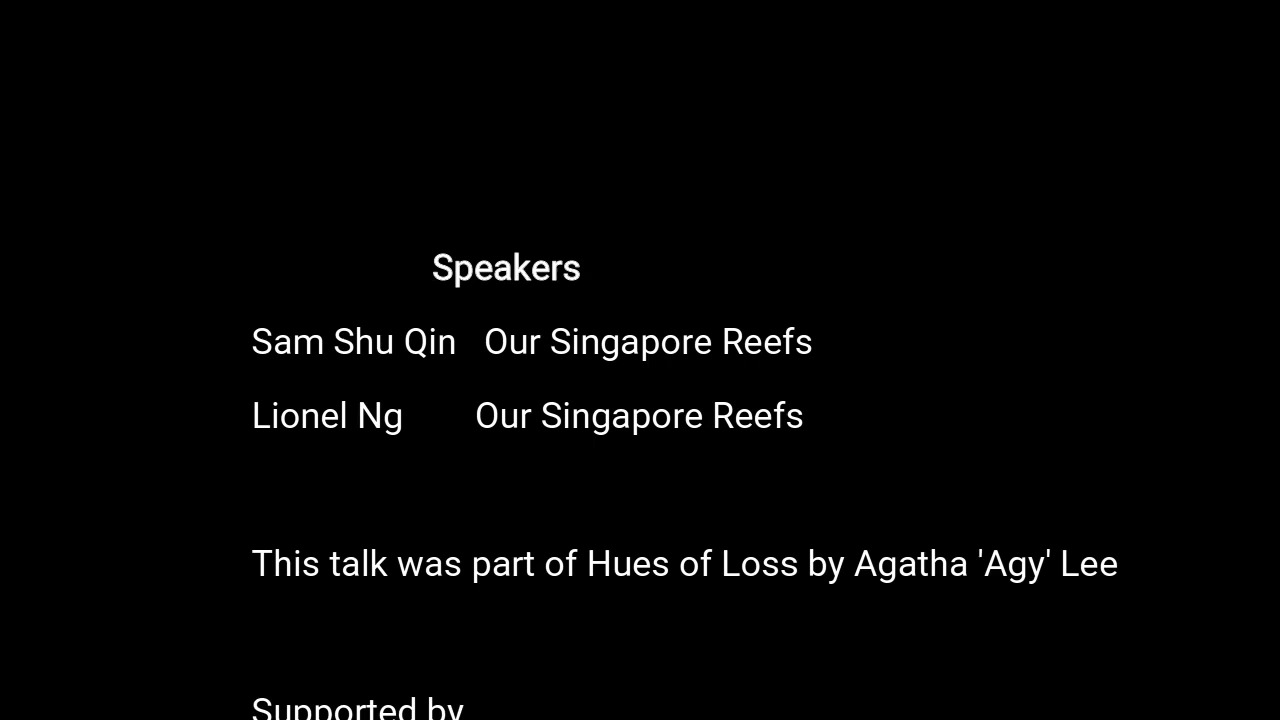 Speakers
Sam Shu Qin Our Singapore Reefs
Lionel Ng Our Singapore Reefs
This talk was part of Hues of Loss by Agatha 'Agy' Lee
Supported by